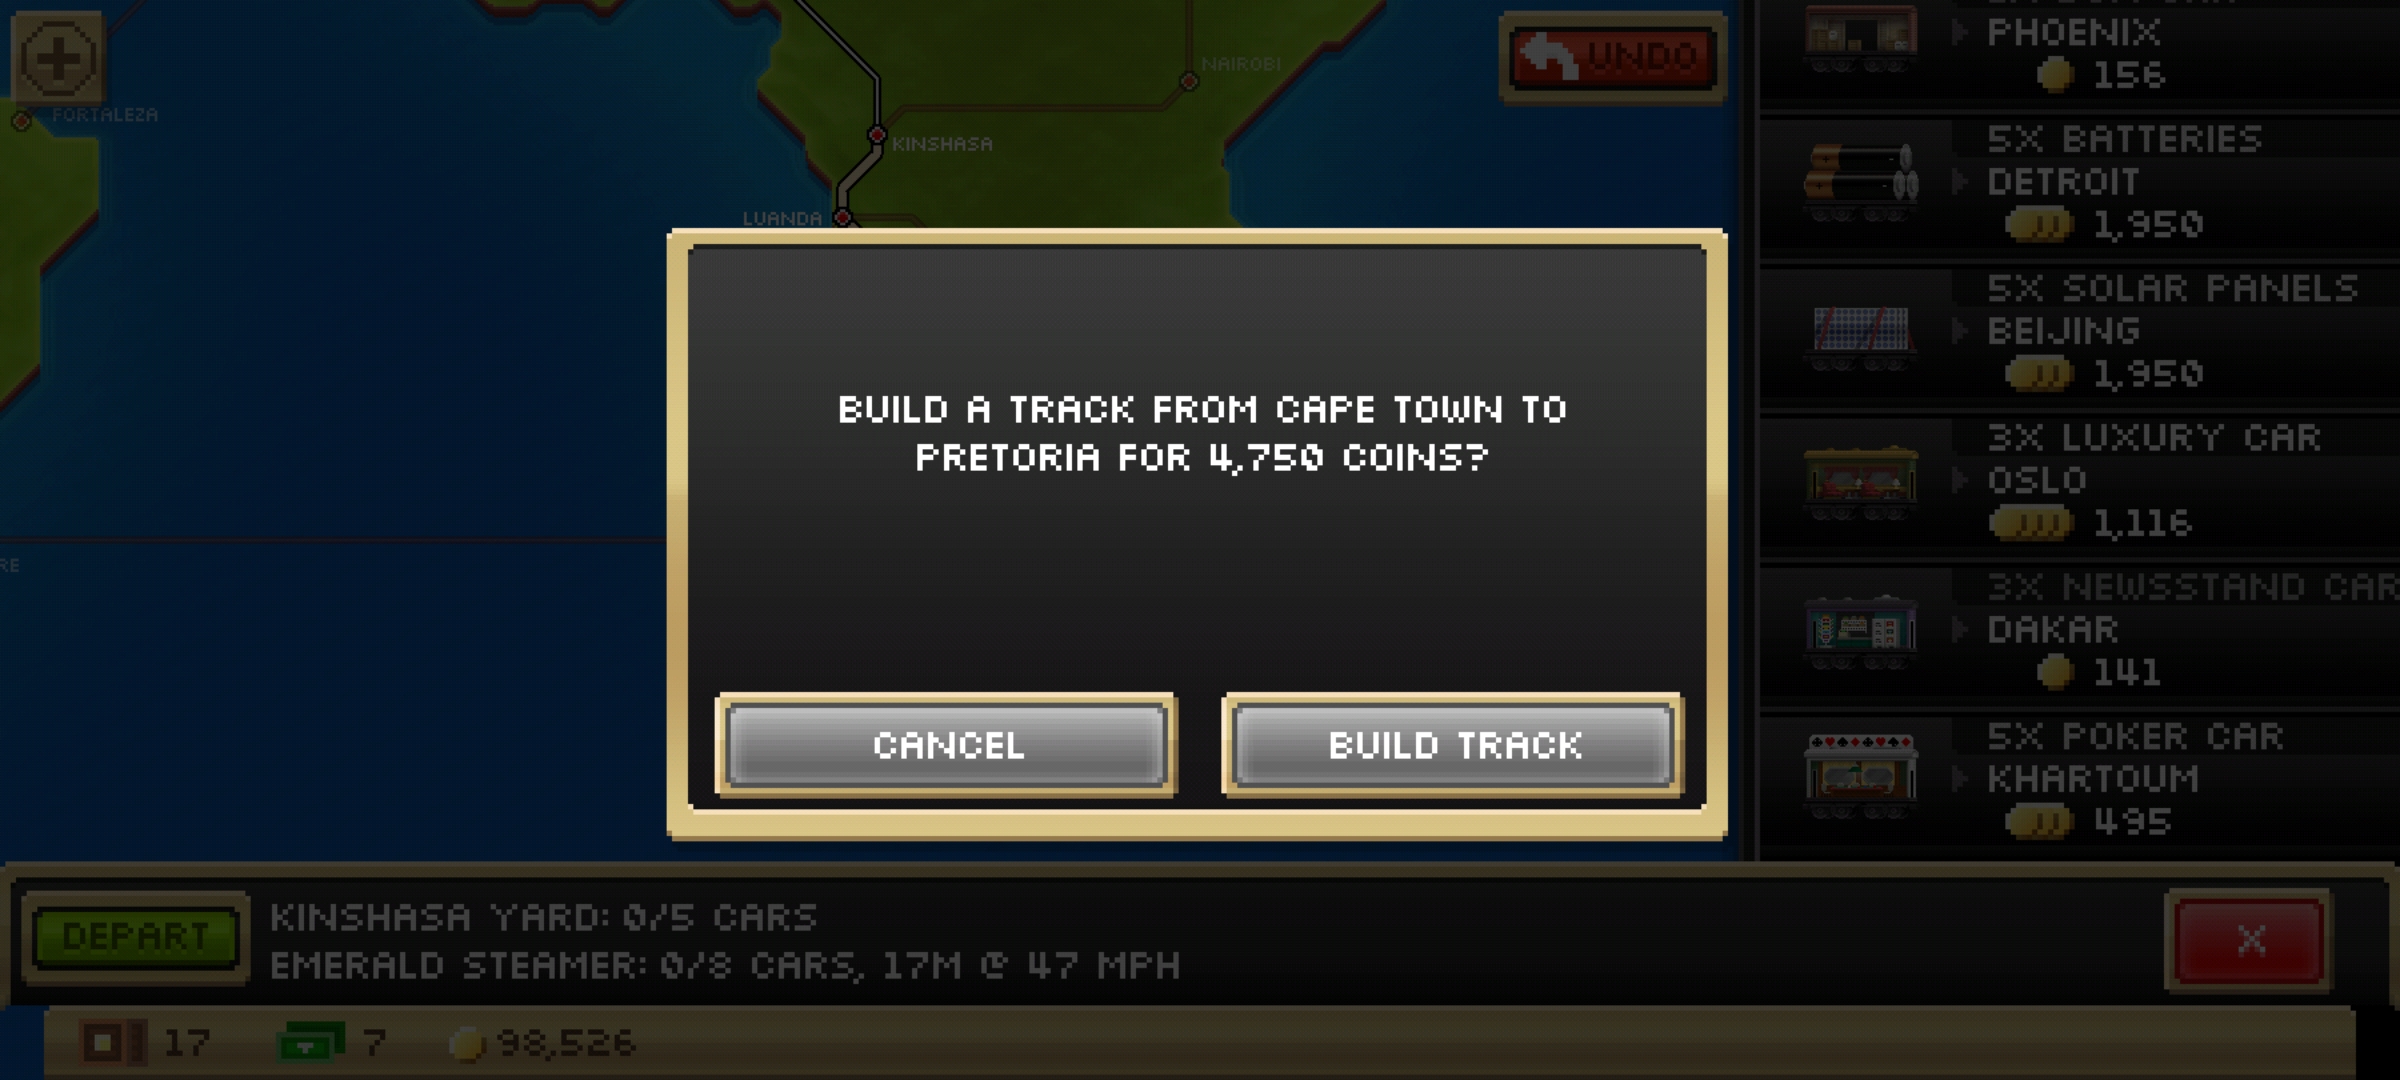 FORTALEZA
NAIROBI
KINSHASA
LUANDA
RE
UNDO
BUILD A TRACK FROM CAPE TOWN TO
PRETORIA FOR 4,750 COINS?
CANCEL
BUILD TRACK
PHOENIX
156
5X BATTERIES
DETROIT
1,950
5X SOLAR PANELS
BEIJING
1,950
3X LUXURY CAR
OSLO
1,116
3X NEWSSTAND CAR
DAKAR
141
5X POKER CAR
KHARTOUM
495
DEPART
KINSHASA YARD: 0/5 CARS
EMERALD STEAMER: 0/8 CARS, 17M @ 47 MPH
X
17
7
98,526